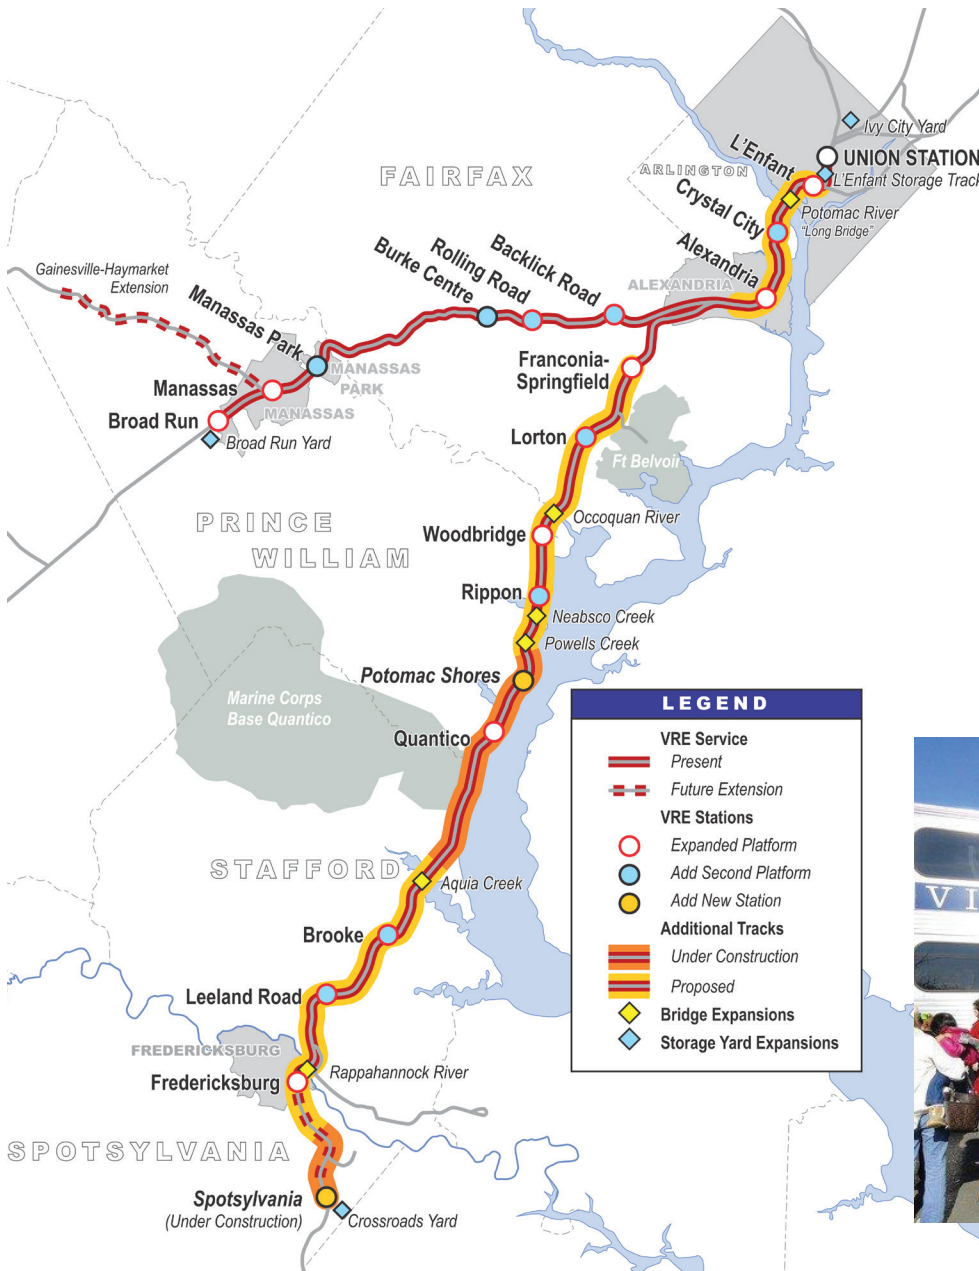 Ivy City Yard
UNION STATION
L'Enfant
L'Enfant Storage Track
ARLINGTON
FAIRFAX
Crystal City
Potomac River
"Long Bridge"
Alexandria
ALEXANDRIA
Backlick Road
Rolling Road
Burke Centre
Gainesville-Haymarket
Extension
Manassas Park
MANASSAS
PARK
Franconia-
Springfield
Manassas
MANASSAS
Broad Run
Broad Run Yard
Lorton
Ft Belvoir
PRINCE
WILLIAM
Occoquan River
Woodbridge
Rippon
Neabsco Creek
Powells Creek
Potomac Shores
Marine Corps
Base Quantico
Quantico
LEGEND
VRE Service
Present
Future Extension
VRE Stations
Expanded Platform
Add Second Platform
Add New Station
Additional Tracks
Under Construction
Proposed
Bridge Expansions
Storage Yard Expansions
VI
STAFFORD
Aquia Creek
Brooke
Leeland Road
FREDERICKSBURG
Rappahannock River
Fredericksburg
SPOTSYLVANIA
Spotsylvania
(Under Construction)
Crossroads Yard